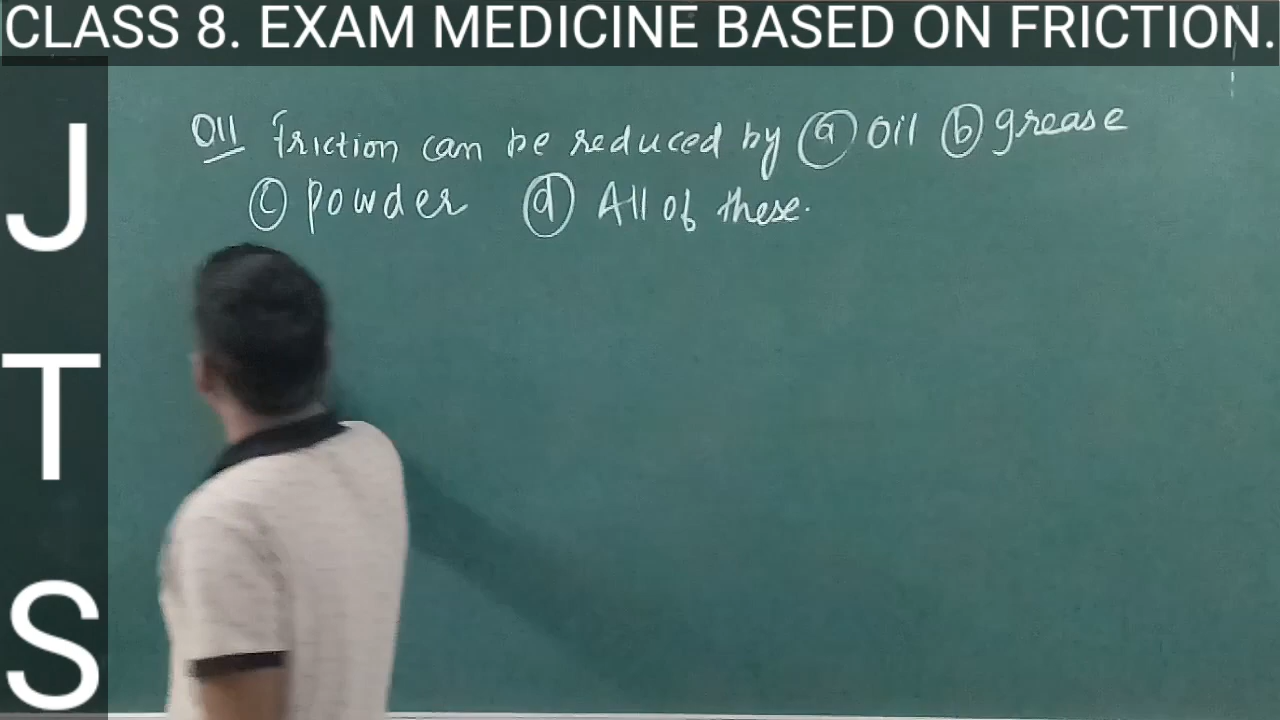 CLASS 8. EXAM MEDICINE BASED ON FRICTION.
J
T
S
Q11 Friction can be reduced by (a) oil (b) grease
(c) powder (d) All of these.